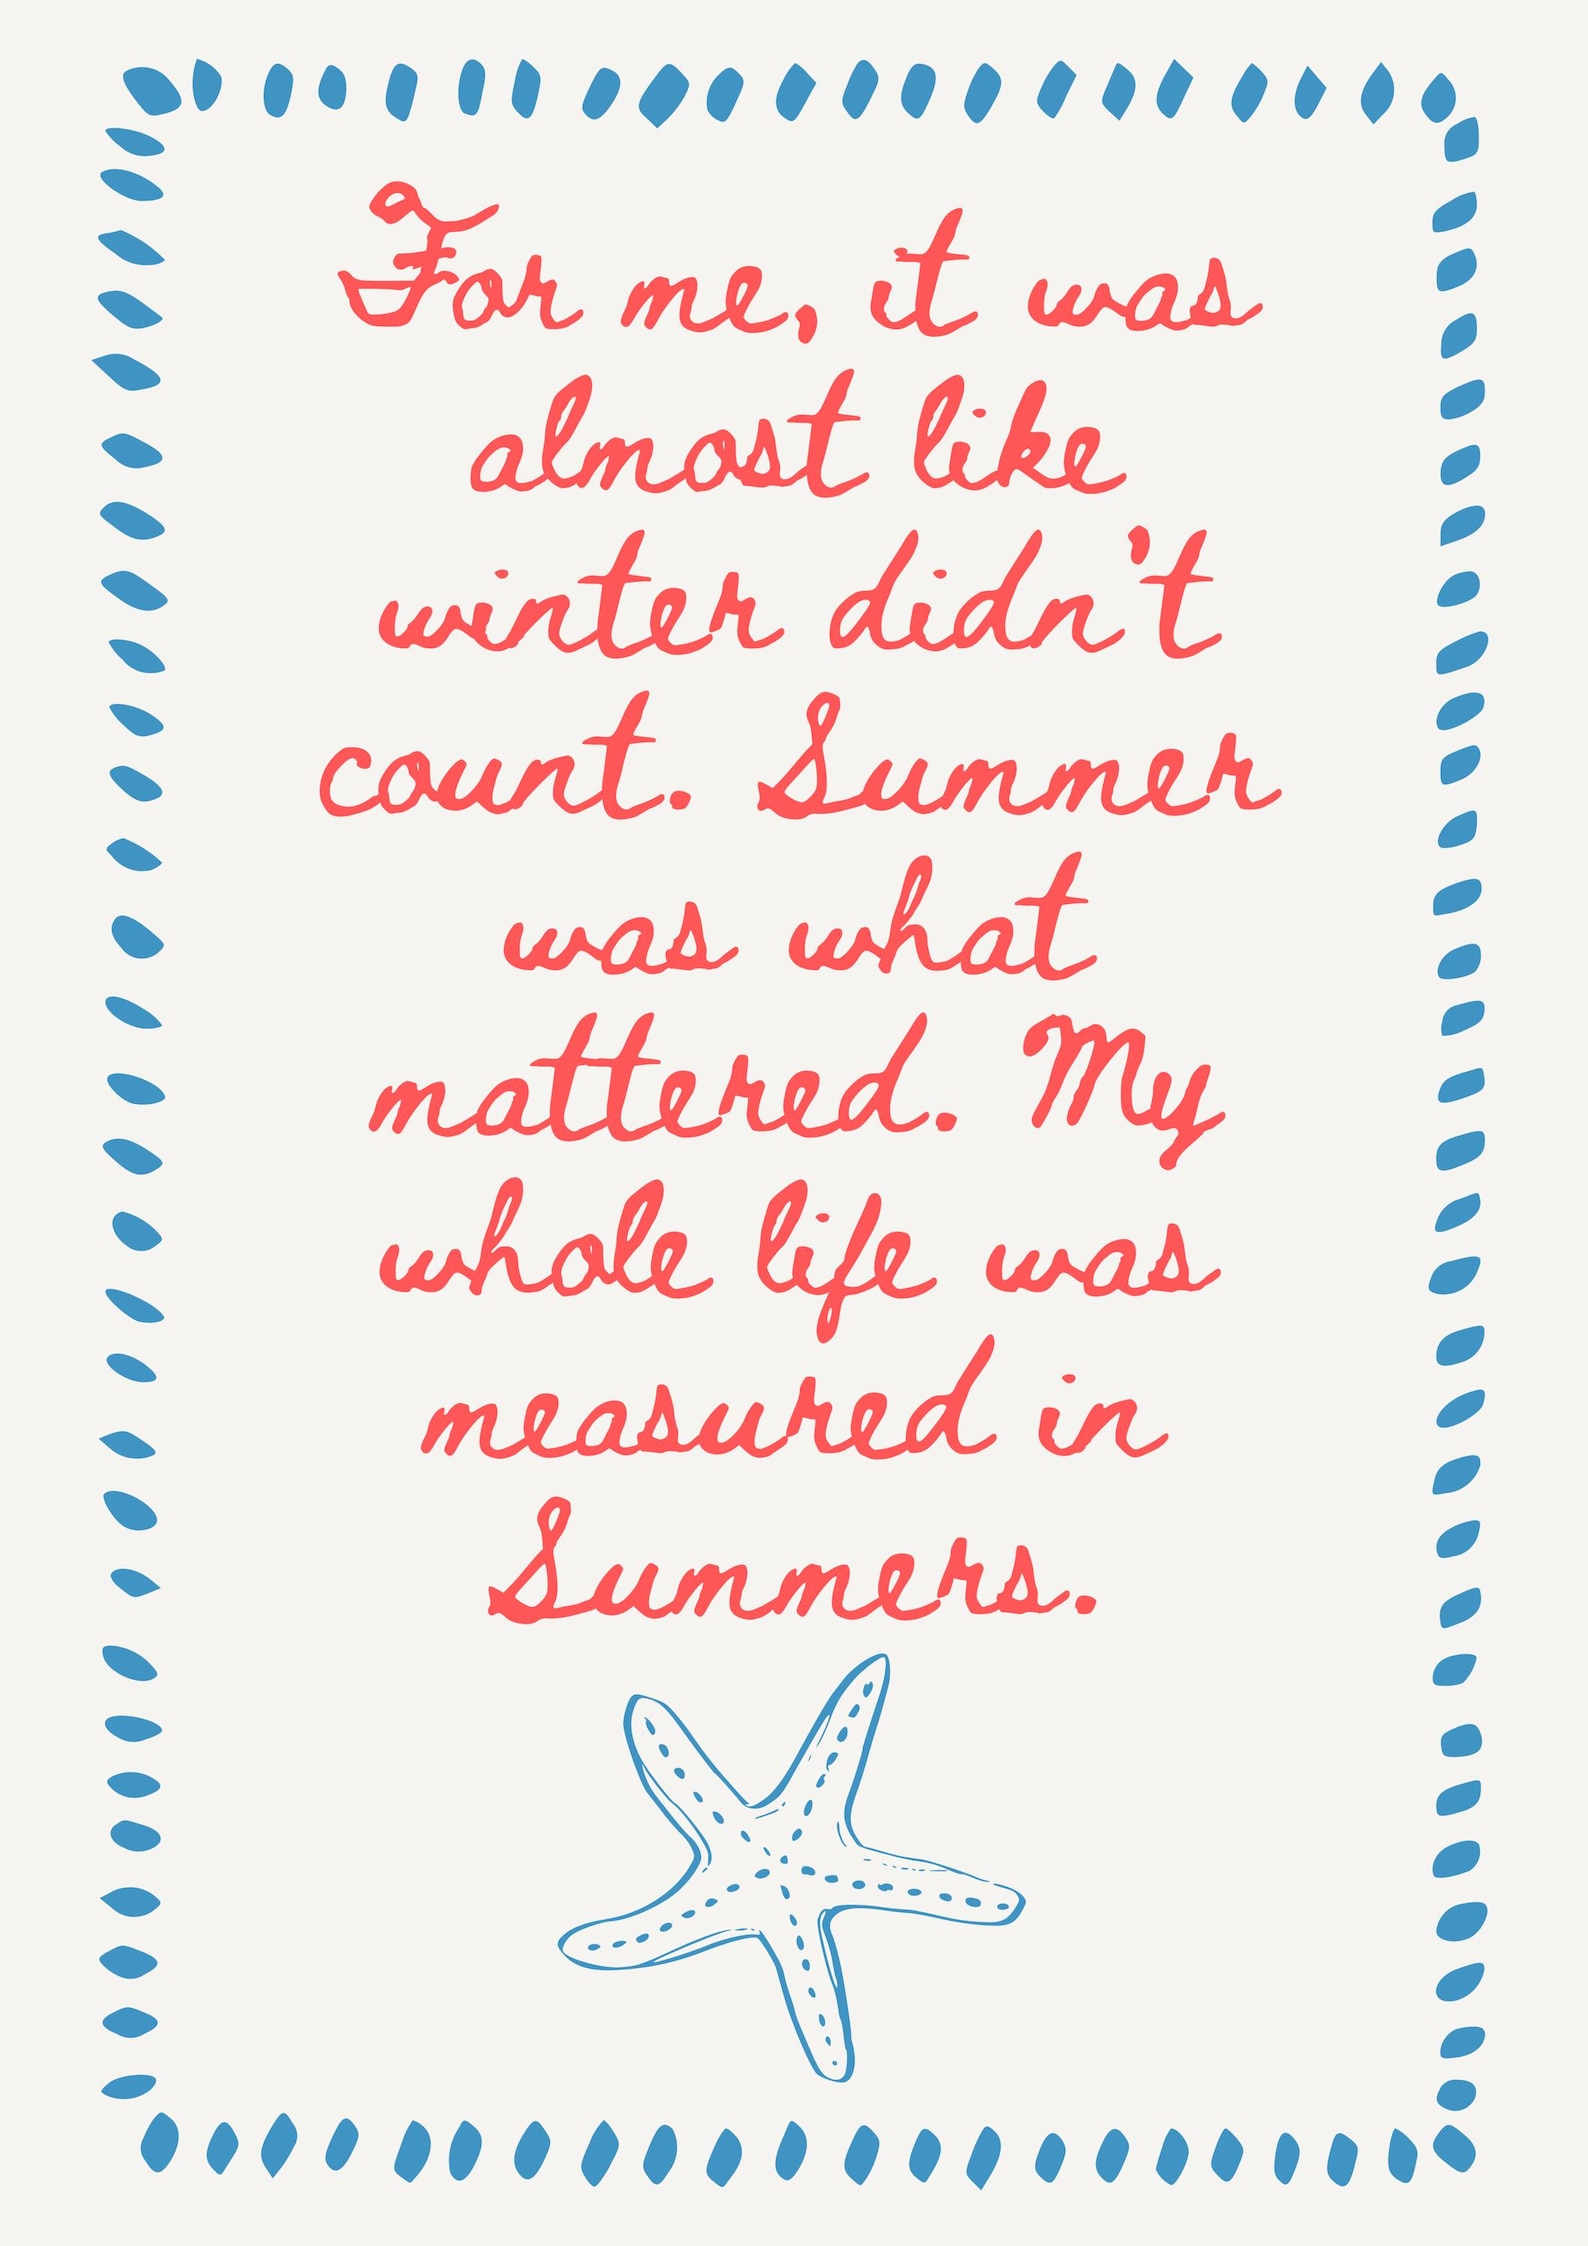 For me, it was
almost like
winter didn't
count. Summer
was what
mattered. My
whole life was
measured in
Summers.